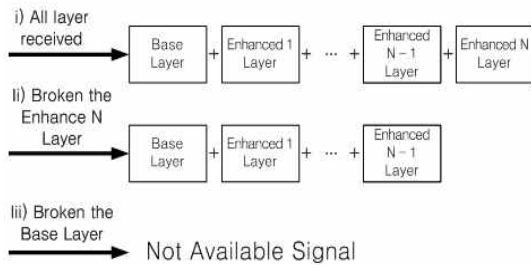 i) All layer
received
Base
Layer
+
Enhanced 1
Layer
+ ... +
Enhanced
N - 1
Layer
+
Enhanced N
Layer
Ii) Broken the
Enhance N
Layer
Base
Layer
+
Enhanced 1
Layer
+ ... +
Enhanced
N - 1
Layer
Iii) Broken the
Base Layer
Not Available Signal